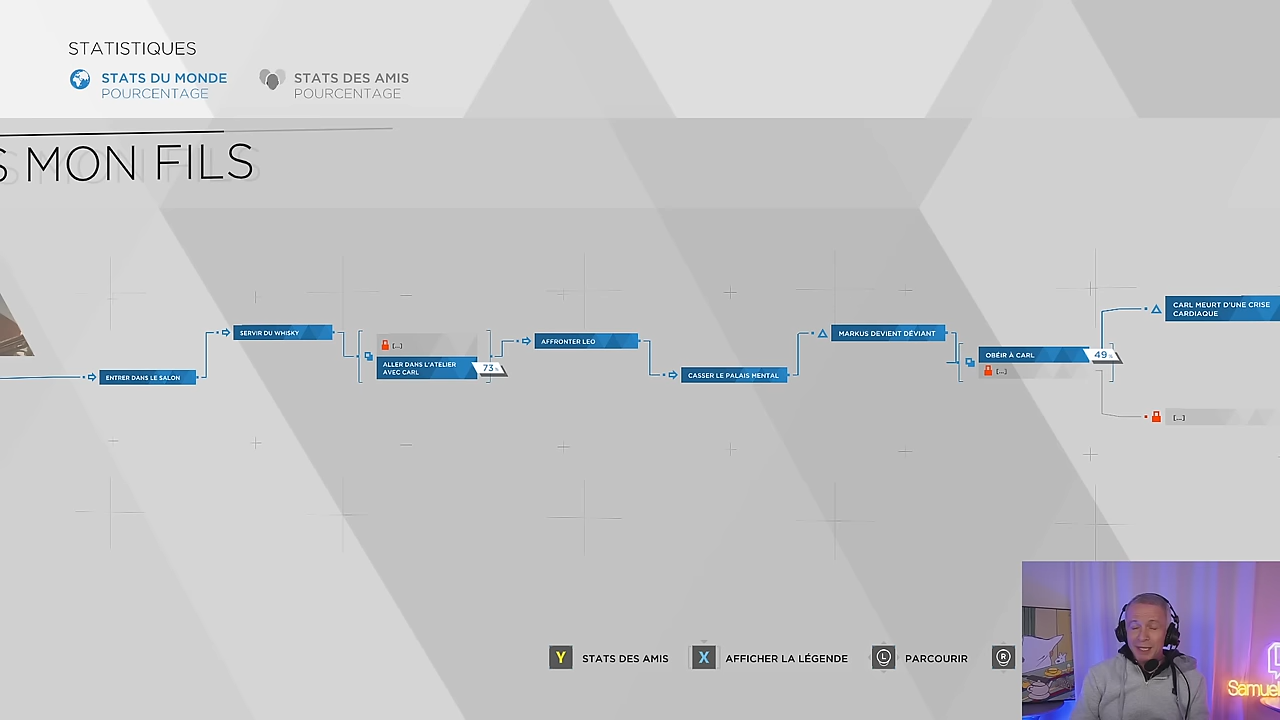 STATISTIQUES
STATS DU MONDE
POURCENTAGE
STATS DES AMIS
POURCENTAGE
S MON FILS
ENTRER DANS LE SALON
SERVIR DU WHISKY
[...]
ALLER DANS L'ATELIER
AVEC CARL
73%
AFFRONTER LEO
CASSER LE PALAIS MENTAL
MARKUS DEVIENT DÉVIANT
OBÉIR À CARL
49%
[...]
CARL MEURT D'UNE CRISE
CARDIAQUE
[...]
Y STATS DES AMIS
X AFFICHER LA LÉGENDE
L PARCOURIR
R
Samuel